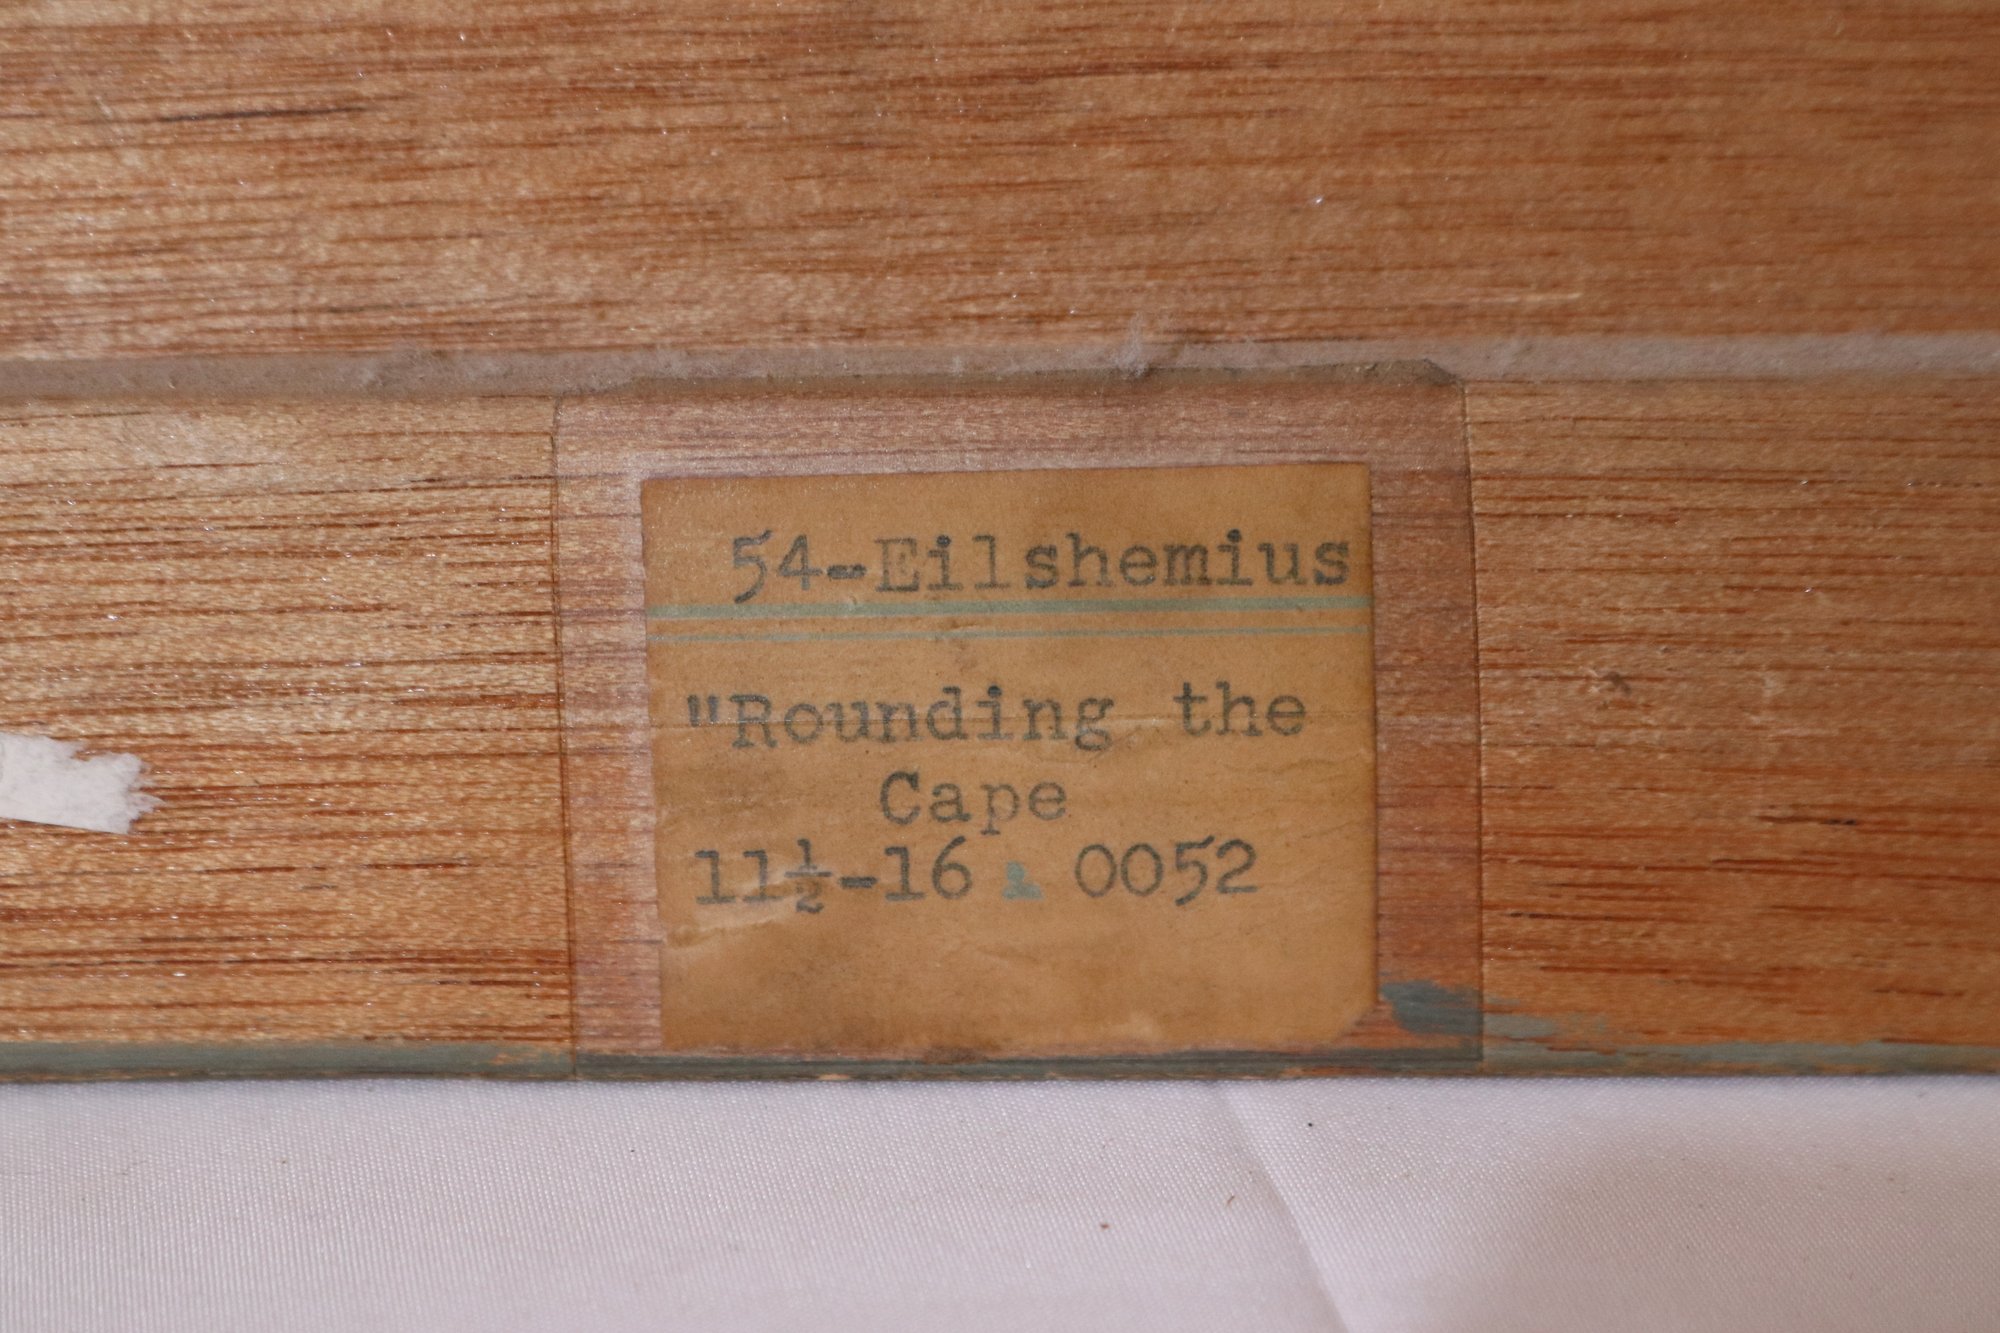 54-Eilshemius
"Rounding the
Cape
11½-16 0052